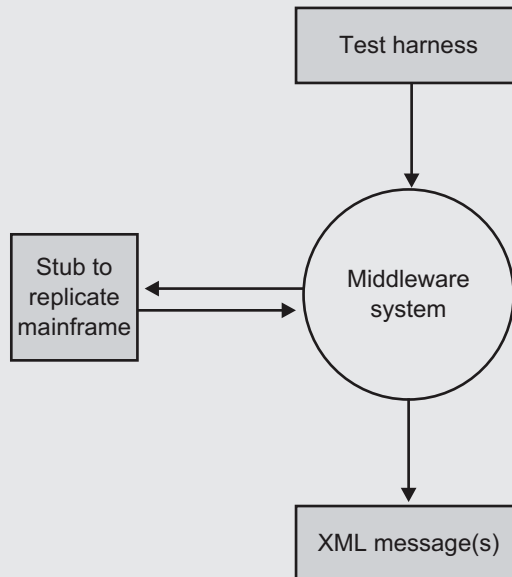 Test harness
Stub to
replicate
mainframe
Middleware
system
XML message(s)